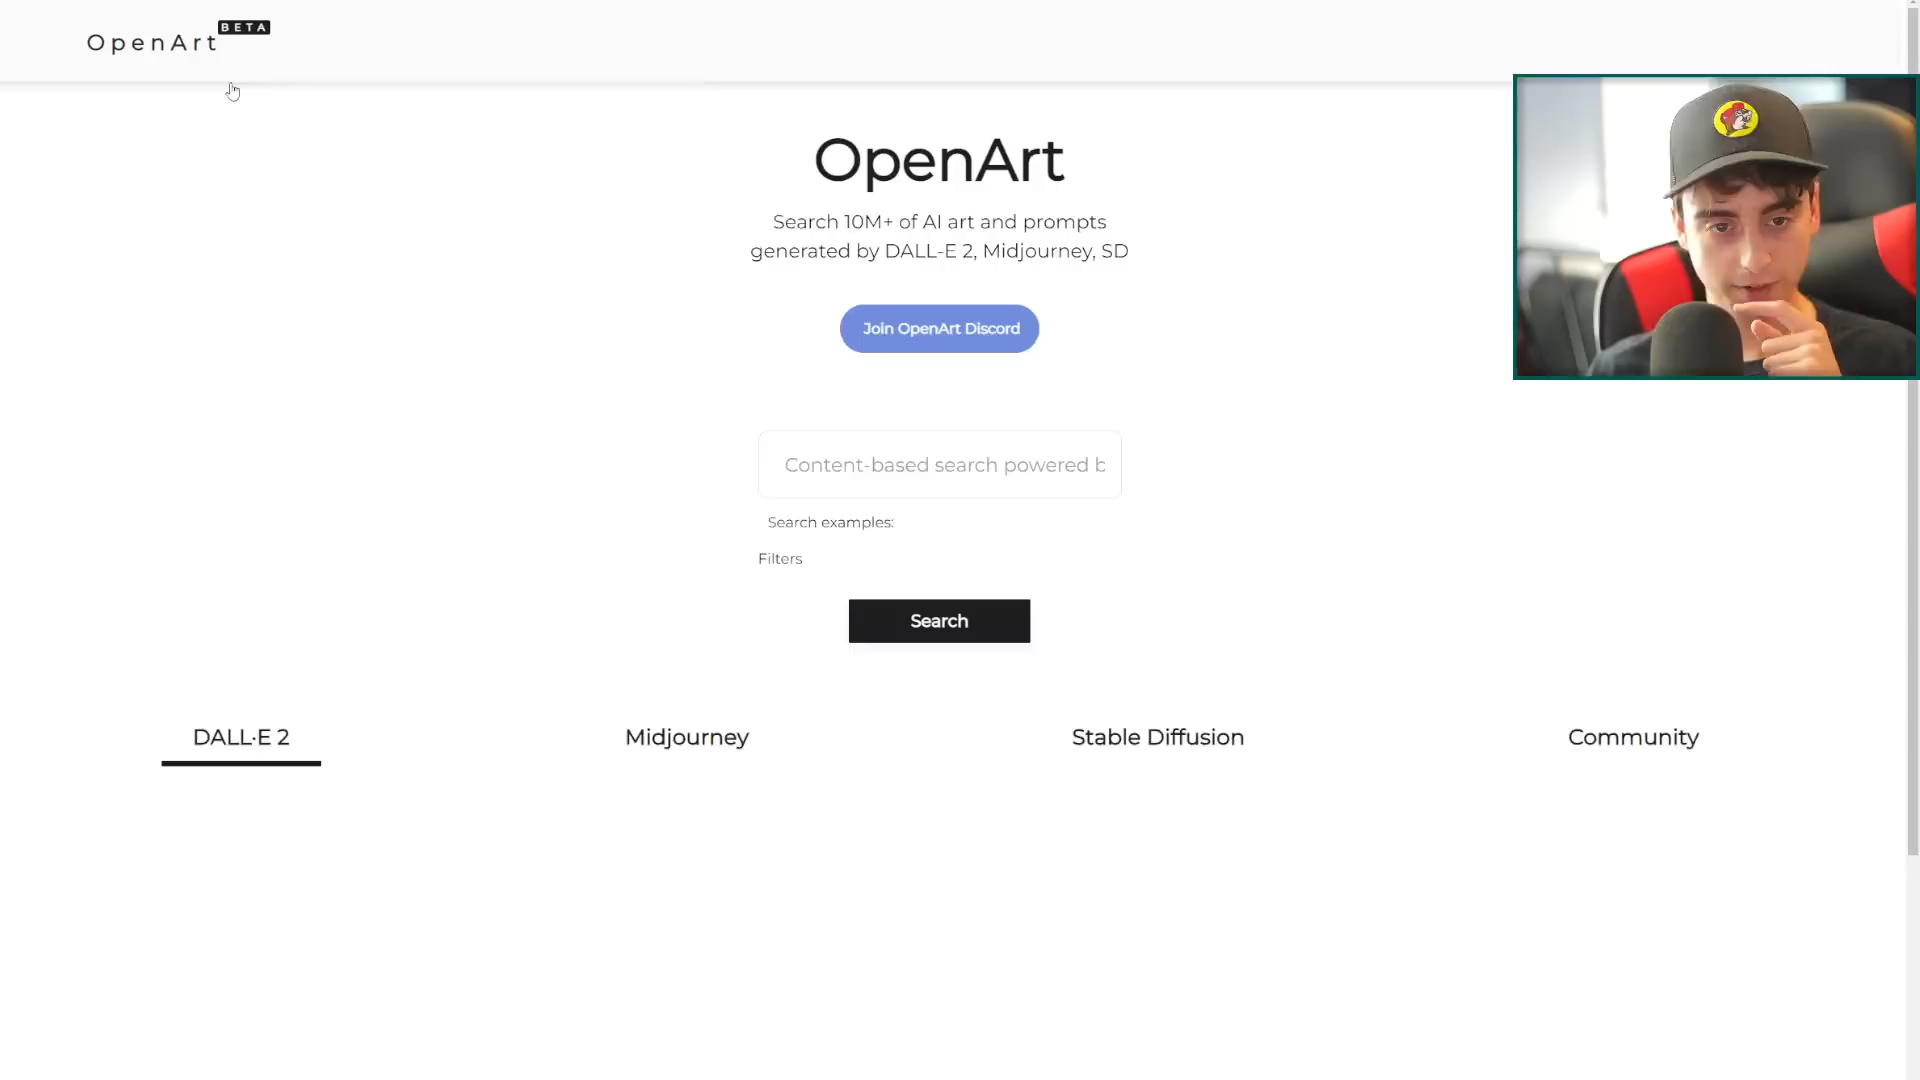 OpenArt BETA
OpenArt
Search 10M+ of AI art and prompts
generated by DALL-E 2, Midjourney, SD
Join OpenArt Discord
Content-based search powered b
Search examples:
Filters
Search
DALL·E 2
Midjourney
Stable Diffusion
Community